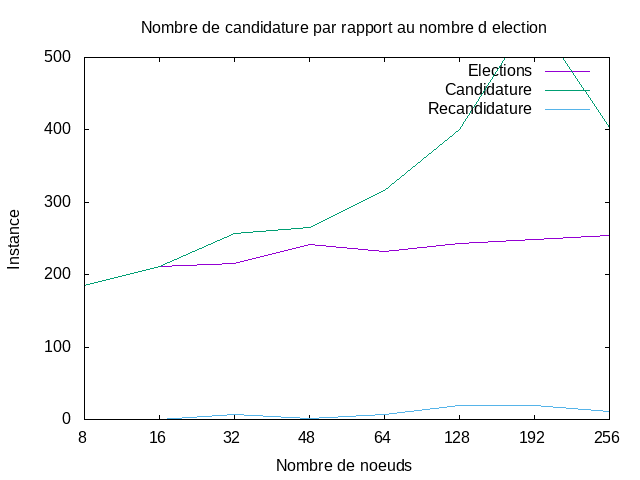 Nombre de candidature par rapport au nombre d election
500
400
300
200
100
0
Instance
Elections
Candidature
Recandidature
8 16 32 48 64 128 192 256
Nombre de noeuds